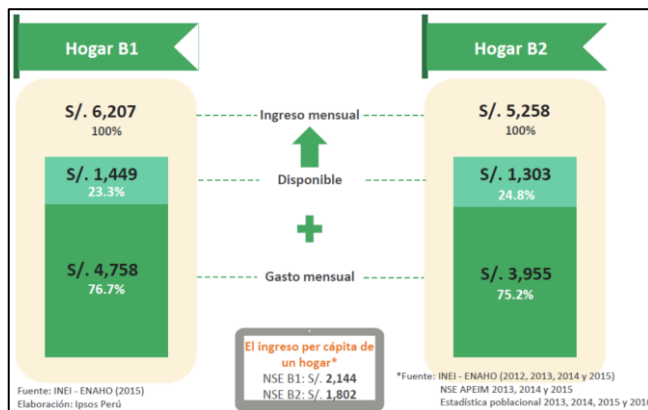 Hogar B1
Hogar B2
S/. 6,207
100%
Ingreso mensual
S/. 5,258
100%
S/. 1,449
23.3%
Disponible
S/. 1,303
24.8%
S/. 4,758
76.7%
Gasto mensual
S/. 3,955
75.2%
El ingreso per cápita de
un hogar*
NSE B1: S/. 2,144
NSE B2: S/. 1,802
Fuente: INEI - ENAHO (2015)
Elaboración: Ipsos Perú
*Fuente: INEI - ENAHO (2012, 2013, 2014 y 2015)
NSE APEIM 2013, 2014 y 2015
Estadística poblacional 2013, 2014, 2015 y 2016